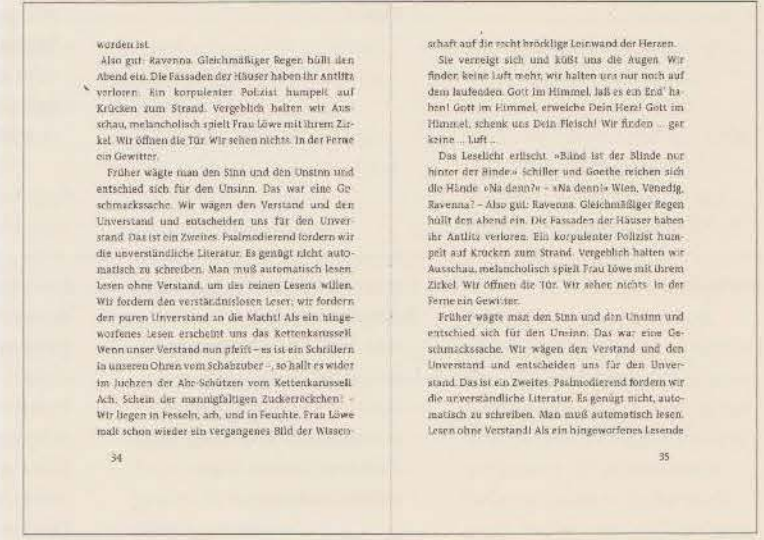 worden ist.
Also gut: Ravenna. Gleichmäßiger Regen hüllt den
Abend ein. Die Fassaden der Häuser haben ihr Antlitz
verloren. Ein korpulenter Polizist humpelt auf
Krücken zum Strand. Vergeblich halten wir Aus-
schau, melancholisch spielt Frau Löwe mit ihrem Zir-
kel. Wir öffnen die Tür. Wir sehen nichts. In der Ferne
ein Gewitter.
Früher wägte man den Sinn und den Unsinn und
entschied sich für den Unsinn. Das war eine Ge-
schmackssache. Wir wägen den Verstand und den
Unverstand und entscheiden uns für den Unver-
stand. Das ist ein Zweites. Psalmodierend fordern wir
die unverständliche Literatur. Es genügt nicht, auto-
matisch zu schreiben. Man muß automatisch lesen.
Lesen ohne Verstand, um des reinen Lesens willen.
Wir fordern den verständnislosen Leser; wir fordern
den puren Unverstand an die Macht! Als ein hinge-
worfenes Lesen erscheint uns das Kettenkarussell.
Wenn unser Verstand nun pfeift – es ist ein Schrillern
in unseren Ohren vom Schabzuber –, so hallt es wider
im Juchzen der Abc-Schützen vom Kettenkarussell.
Ach, Schein der mannigfaltigen Zuckereckchen! –
Wir liegen in Fesseln, ach, und in Feuchte. Frau Löwe
malt schon wieder ein vergangenes Bild der Wissen-
34
schaft auf die recht bröcklige Leinwand der Herzen.
Sie verneigt sich und küßt uns die Augen. Wir
finden keine Luft mehr, wir halten uns nur noch auf
dem laufenden. Gott im Himmel, laß es ein End' ha-
ben! Gott im Himmel, erweiche Dein Herz! Gott im
Himmel, schenk uns Dein Fleisch! Wir finden ... gar
keine ... Luft ...
Das Leselicht erlischt. »Blind ist der Blinde nur
hinter der Binde.« Schiller und Goethe reichen sich
die Hände. »Na denn?« – »Na denn!« Wien, Venedig,
Ravenna? – Also gut: Ravenna. Gleichmäßiger Regen
hüllt den Abend ein. Die Fassaden der Häuser haben
ihr Antlitz verloren. Ein korpulenter Polizist hum-
pelt auf Krücken zum Strand. Vergeblich halten wir
Ausschau, melancholisch spielt Frau Löwe mit ihrem
Zirkel. Wir öffnen die Tür. Wir sehen nichts. In der
Ferne ein Gewitter.
Früher wägte man den Sinn und den Unsinn und
entschied sich für den Unsinn. Das war eine Ge-
schmackssache. Wir wägen den Verstand und den
Unverstand und entscheiden uns für den Unver-
stand. Das ist ein Zweites. Psalmodierend fordern wir
die unverständliche Literatur. Es genügt nicht, auto-
matisch zu schreiben. Man muß automatisch lesen.
Lesen ohne Verstand! Als ein hingeworfenes Lesende
35